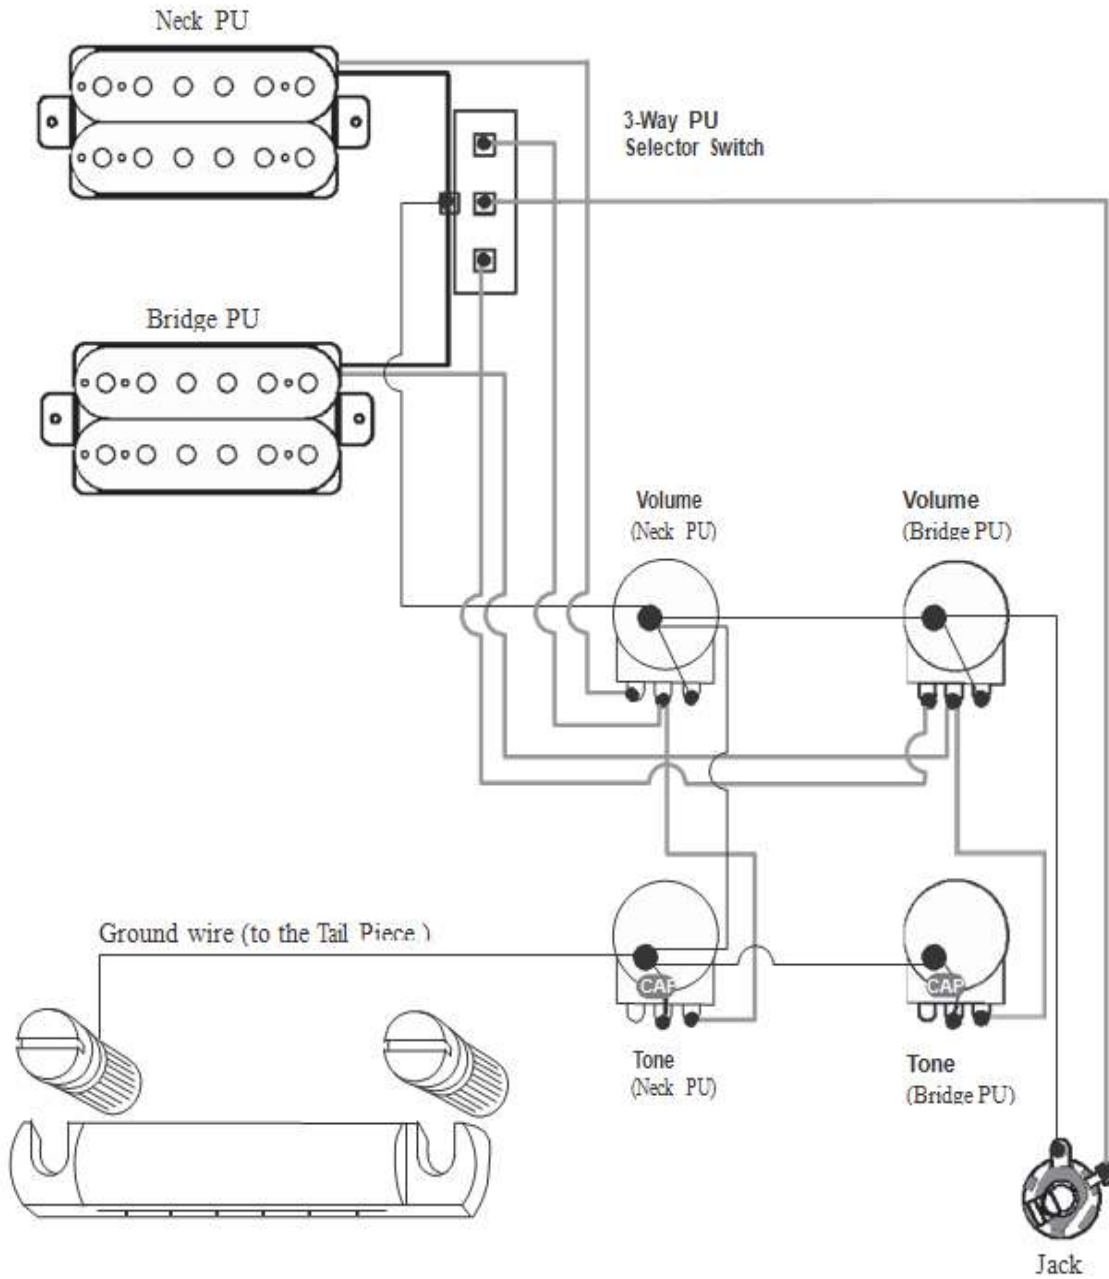 Neck PU
3-Way PU
Selector Switch
Bridge PU
Volume
(Neck PU)
Volume
(Bridge PU)
Ground wire (to the Tail Piece )
CAP
CAP
Tone
(Neck PU)
Tone
(Bridge PU)
Jack